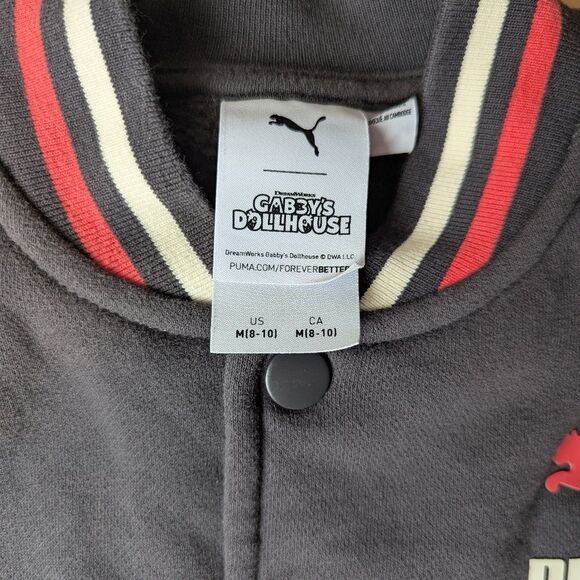 DREAMWORKS
GABBY'S
DOLLHOUSE
DreamWorks Gabby's Dollhouse © DWA LLC.
PUMA.COM/FOREVERBETTER
US CA
M(8-10) M(8-10)